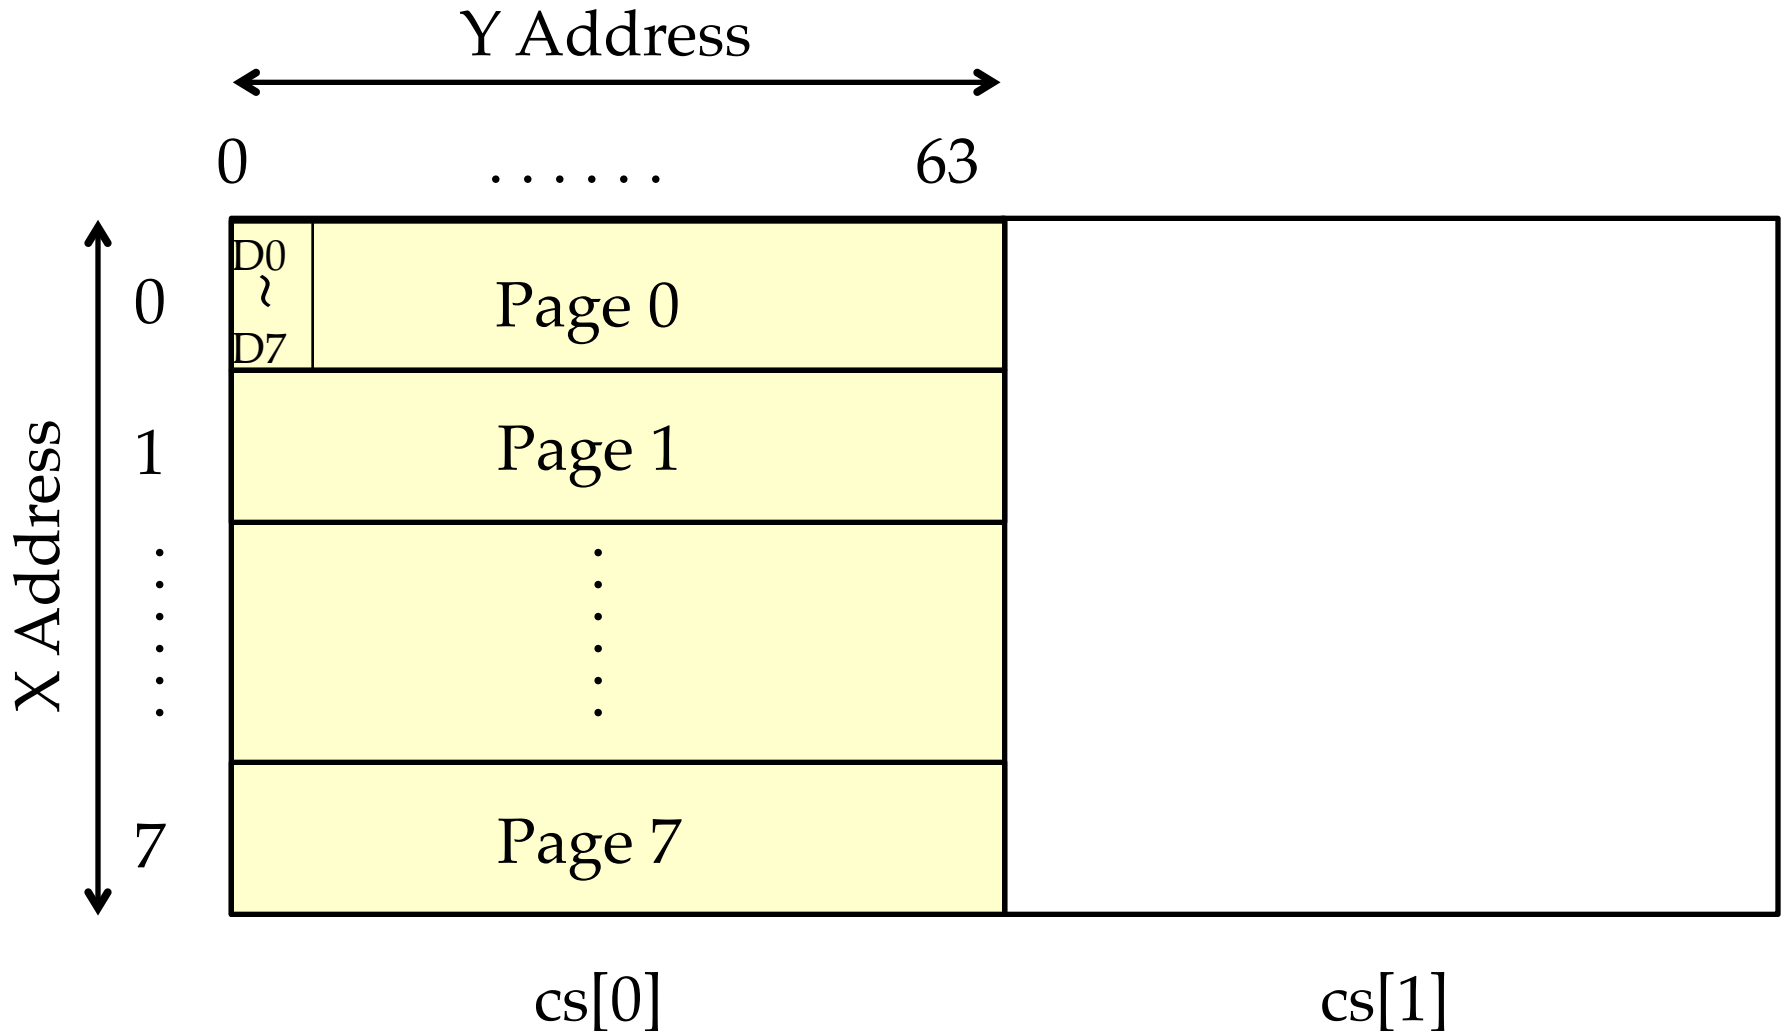 Y Address
0 . . . . . . 63
D0
~
D7
0 Page 0
1 Page 1
X Address
. . . . . .
. . . . . .
7 Page 7
cs[0] cs[1]